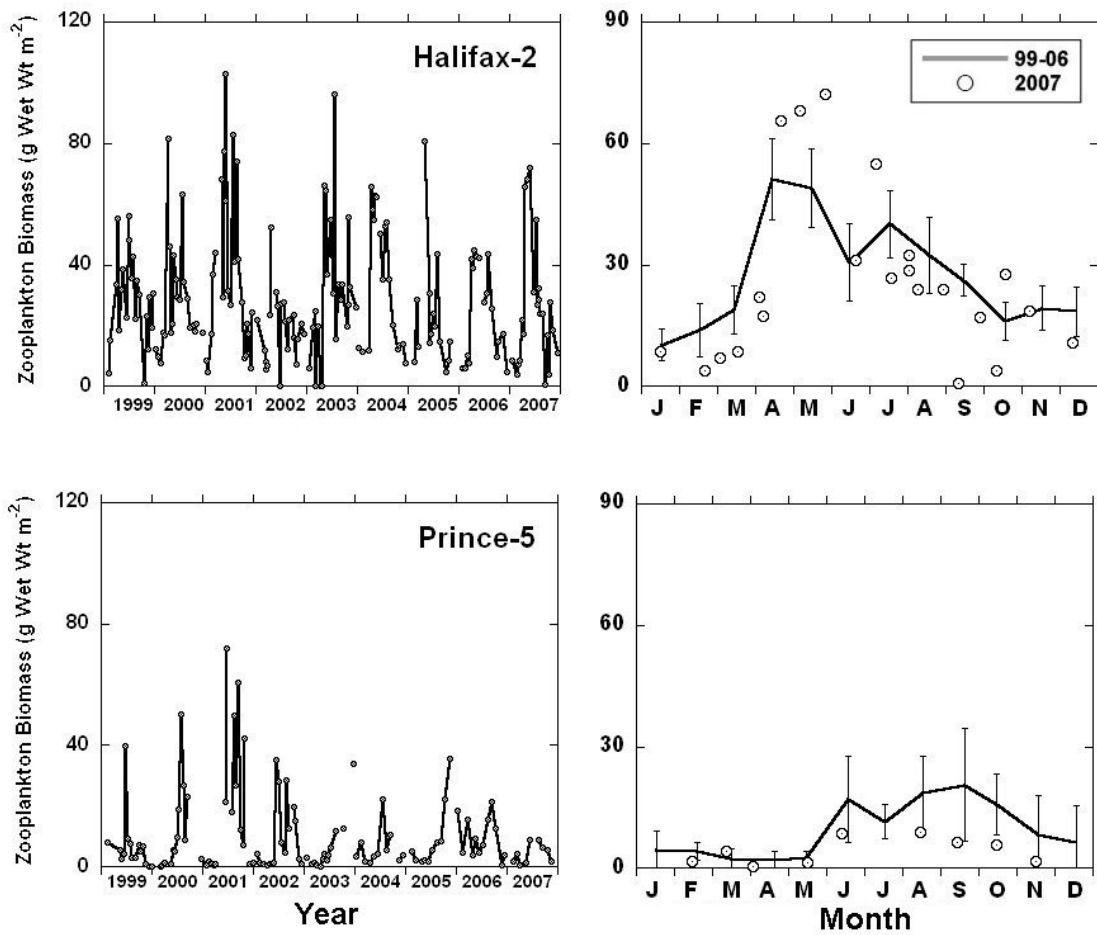 Zooplankton Biomass (g Wet Wt m-2)
120
80
40
0
Halifax-2
1999 2000 2001 2002 2003 2004 2005 2006 2007
90
60
30
0
99-06
2007
J F M A M J J A S O N D
Zooplankton Biomass (g Wet Wt m-2)
120
80
40
0
Prince-5
1999 2000 2001 2002 2003 2004 2005 2006 2007
Year
90
60
30
0
J F M A M J J A S O N D
Month